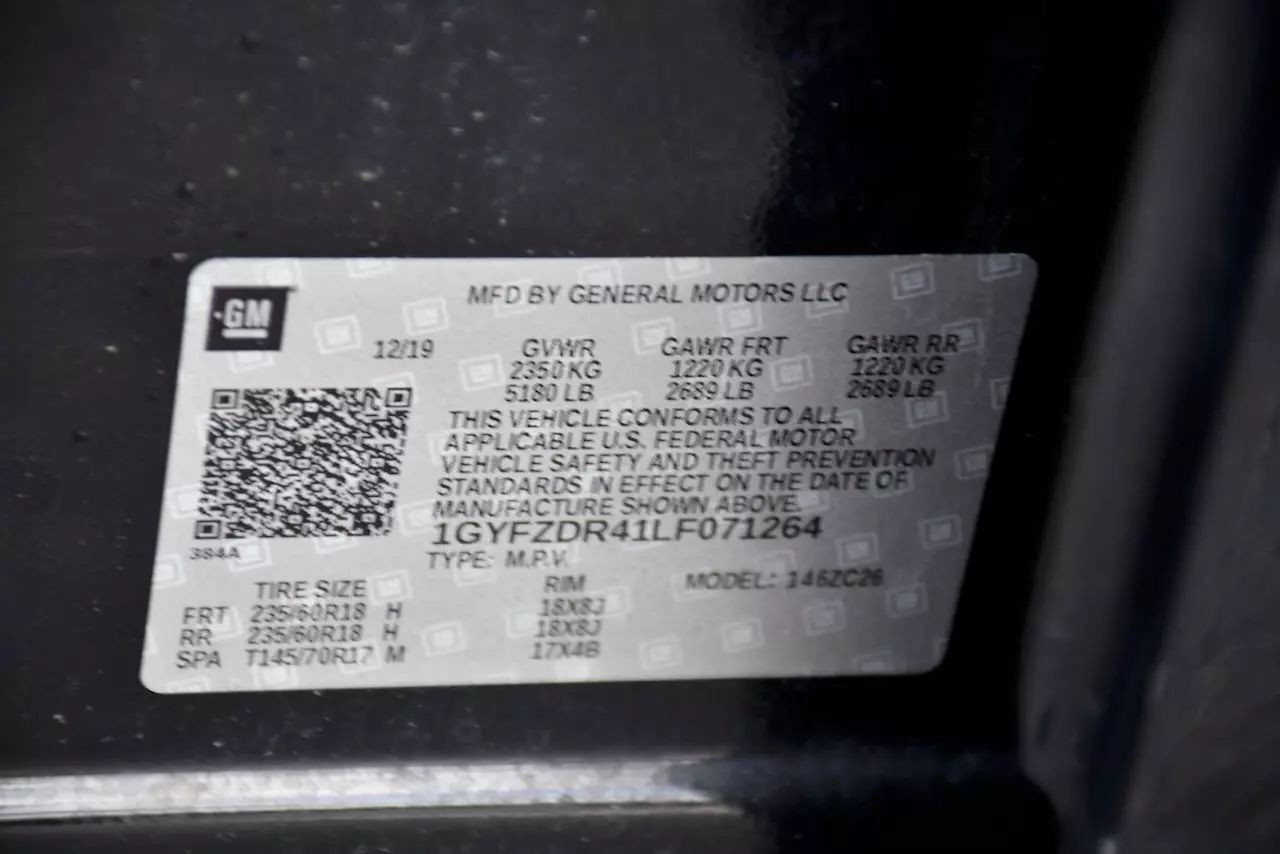 GM
MFD BY GENERAL MOTORS LLC
12/19 GVWR GAWR FRT GAWR RR
2350 KG 1220 KG 1220 KG
5180 LB 2689 LB 2689 LB
THIS VEHICLE CONFORMS TO ALL
APPLICABLE U.S. FEDERAL MOTOR
VEHICLE SAFETY AND THEFT PREVENTION
STANDARDS IN EFFECT ON THE DATE OF
MANUFACTURE SHOWN ABOVE.
1GYFZDR41LF071264
384A
TYPE: M.P.V.
TIRE SIZE RIM MODEL: 146ZC26
FRT 235/60R18 H 18X8J
RR 235/60R18 H 18X8J
SPA T145/70R17 M 17X4B